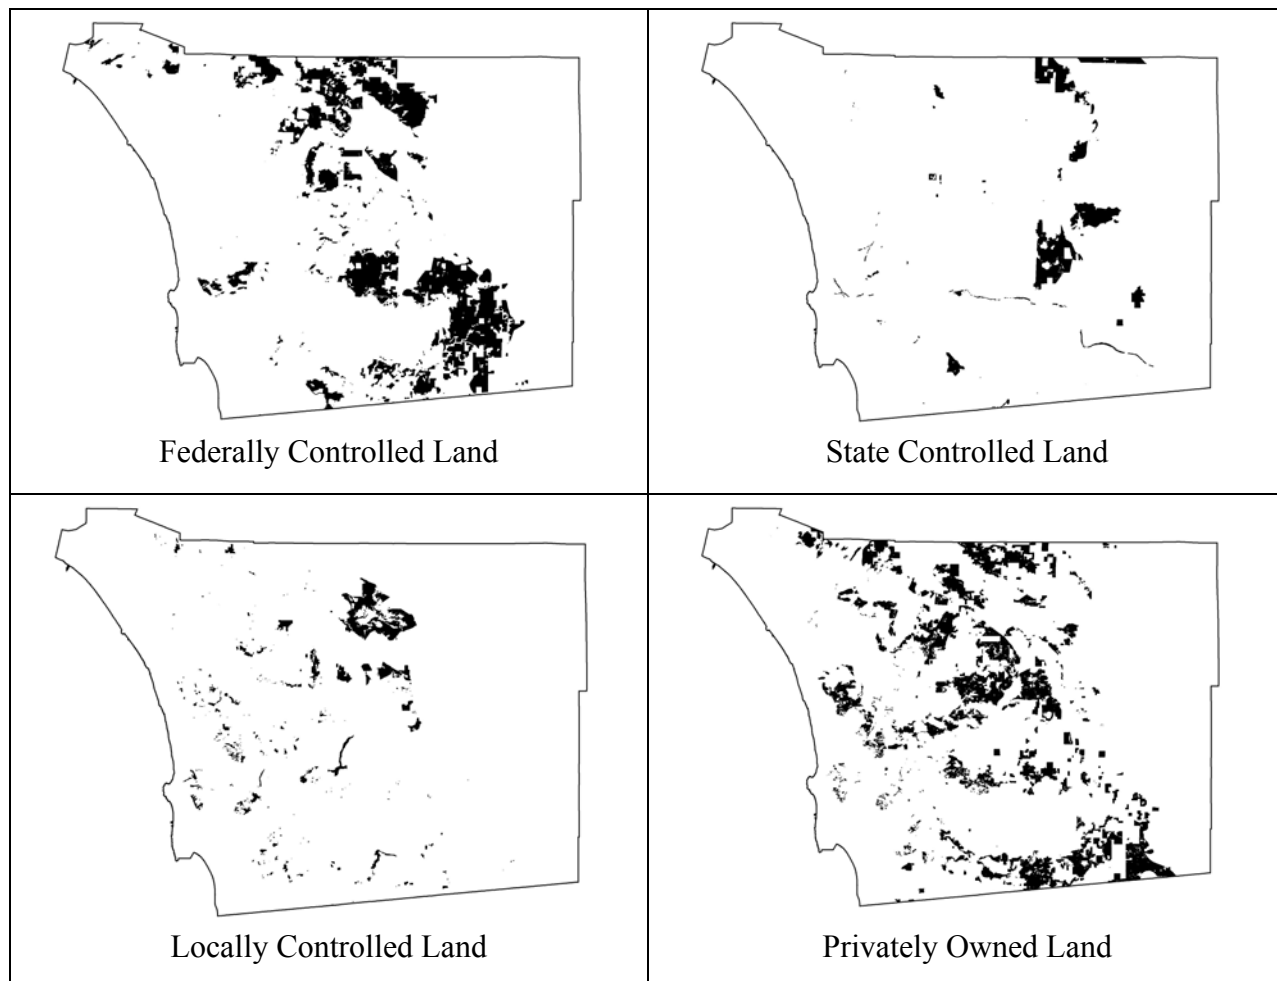 Federally Controlled Land
State Controlled Land
Locally Controlled Land
Privately Owned Land